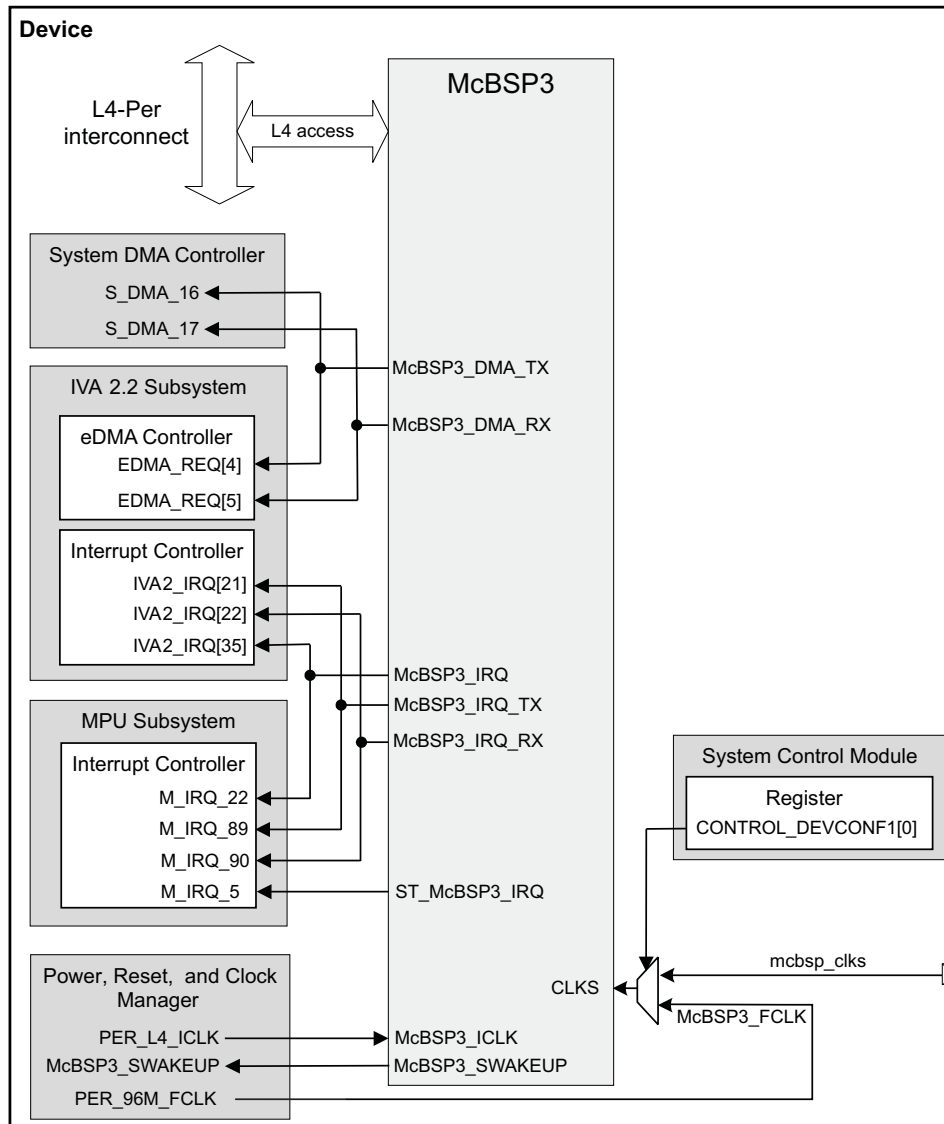 Device
McBSP3
L4-Per
interconnect
L4 access
System DMA Controller
S_DMA_16
S_DMA_17
McBSP3_DMA_TX
McBSP3_DMA_RX
IVA 2.2 Subsystem
eDMA Controller
EDMA_REQ[4]
EDMA_REQ[5]
Interrupt Controller
IVA2_IRQ[21]
IVA2_IRQ[22]
IVA2_IRQ[35]
McBSP3_IRQ
McBSP3_IRQ_TX
McBSP3_IRQ_RX
MPU Subsystem
Interrupt Controller
M_IRQ_22
M_IRQ_89
M_IRQ_90
M_IRQ_5
ST_McBSP3_IRQ
System Control Module
Register
CONTROL_DEVCONF1[0]
mcbsp_clks
CLKS
McBSP3_FCLK
Power, Reset, and Clock
Manager
PER_L4_ICLK
McBSP3_ICLK
McBSP3_SWAKEUP
McBSP3_SWAKEUP
PER_96M_FCLK